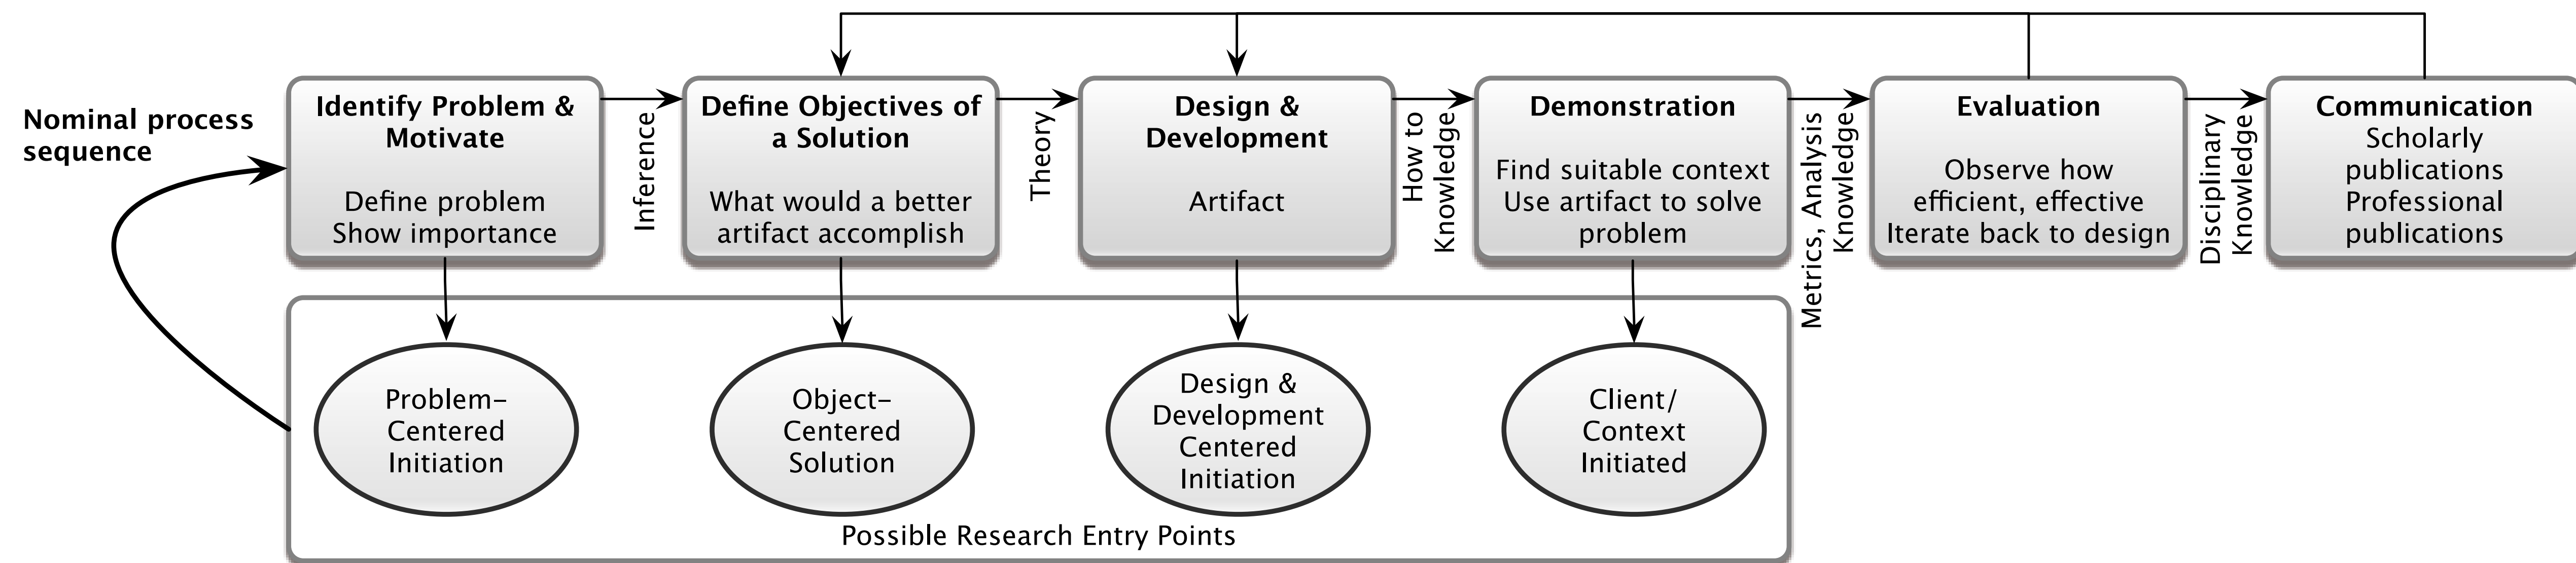 Nominal process
sequence
Identify Problem &
Motivate
Define problem
Show importance
Inference
Define Objectives of
a Solution
What would a better
artifact accomplish
Theory
Design &
Development
Artifact
How to
Knowledge
Demonstration
Find suitable context
Use artifact to solve
problem
Metrics, Analysis
Knowledge
Evaluation
Observe how
efficient, effective
Iterate back to design
Disciplinary
Knowledge
Communication
Scholarly
publications
Professional
publications
Problem-
Centered
Initiation
Object-
Centered
Solution
Design &
Development
Centered
Initiation
Client/
Context
Initiated
Possible Research Entry Points